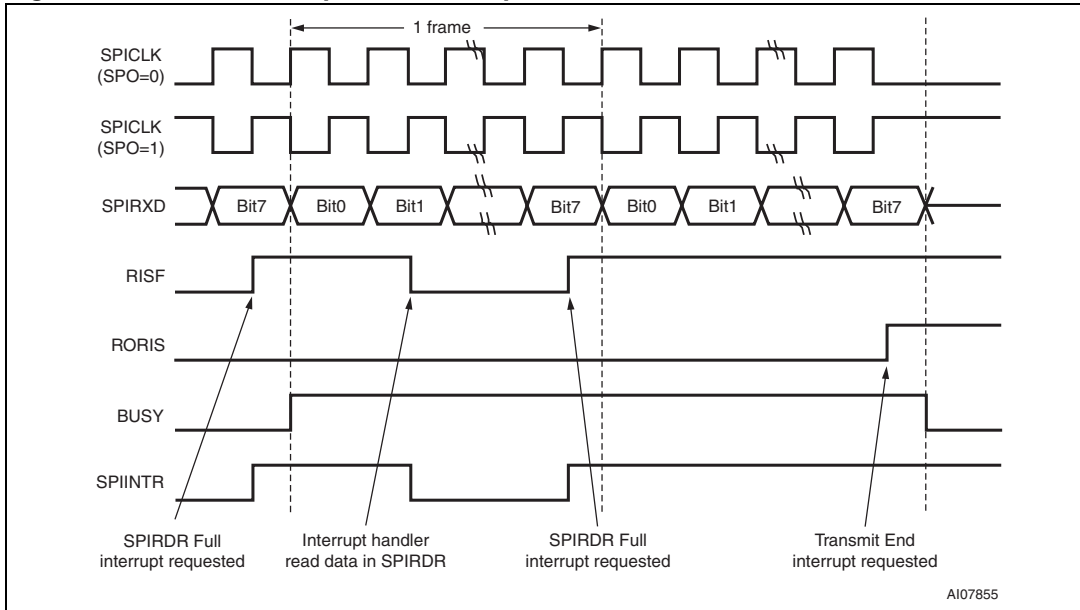 1 frame
SPICLK
(SPO=0)
SPICLK
(SPO=1)
SPIRXD
Bit7
Bit0
Bit1
Bit7
Bit0
Bit1
Bit7
RISF
RORIS
BUSY
SPIINTR
SPIRDR Full
interrupt requested
Interrupt handler
read data in SPIRDR
SPIRDR Full
interrupt requested
Transmit End
interrupt requested
AI07855